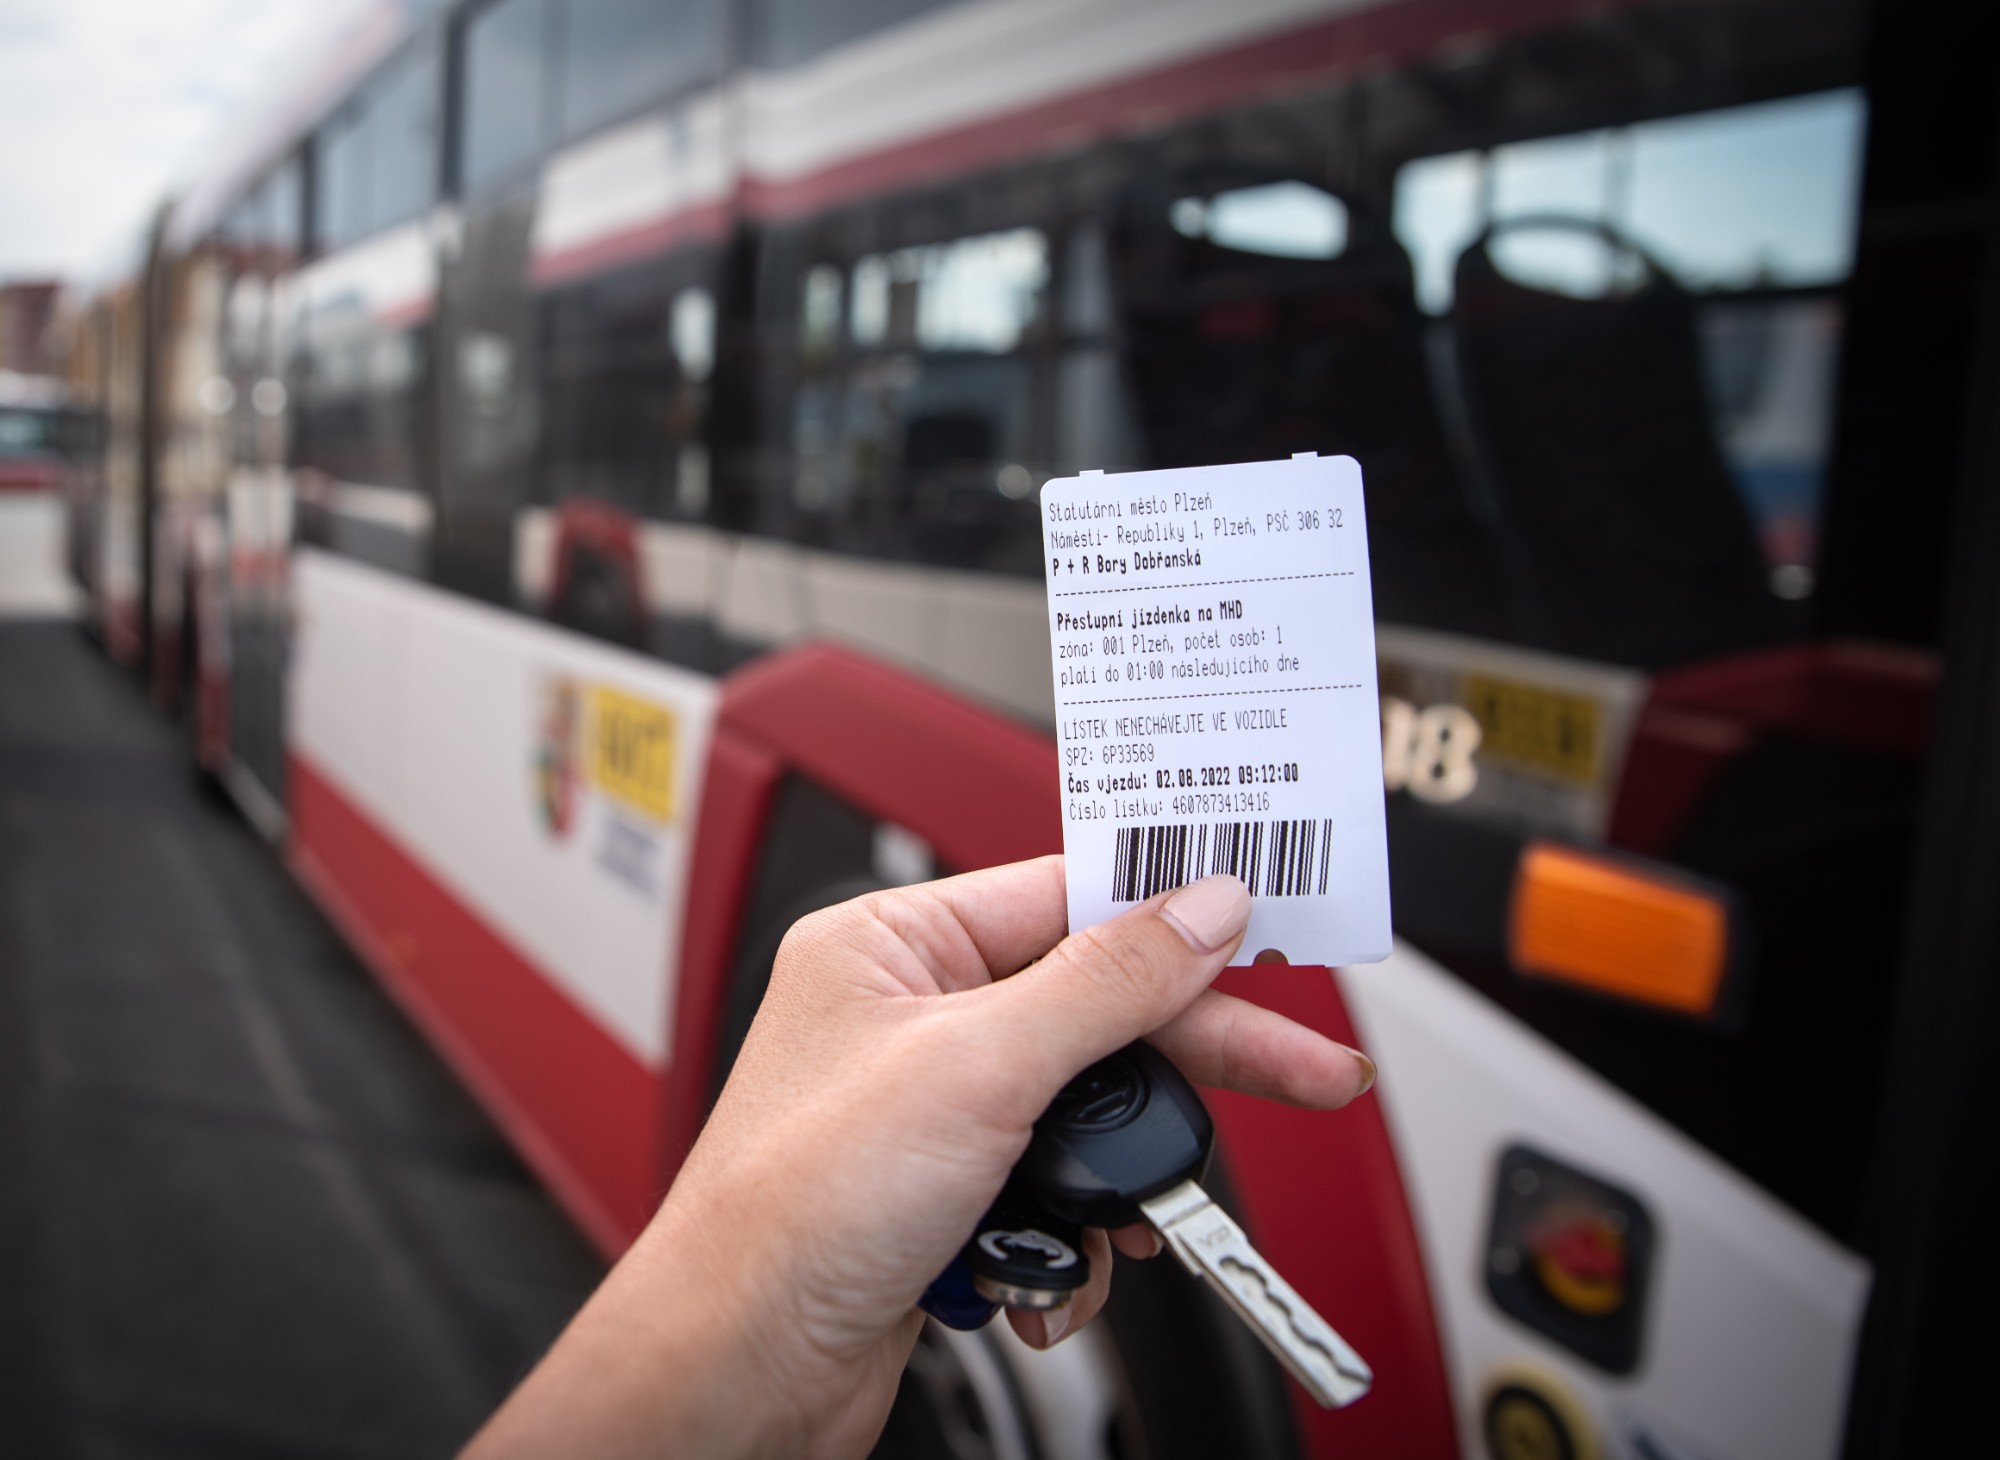 Statutární město Plzeň
Náměstí- Republiky 1, Plzeň, PSČ 306 32
P + R Bory Dobřanská
Přestupní jízdenka na MHD
zóna: 001 Plzeň, počet osob: 1
platí do 01:00 následujícího dne
LÍSTEK NENECHÁVEJTE VE VOZIDLE
SPZ: 6P33569
Čas vjezdu: 02.08.2022 09:12:00
Číslo lístku: 4607873413416